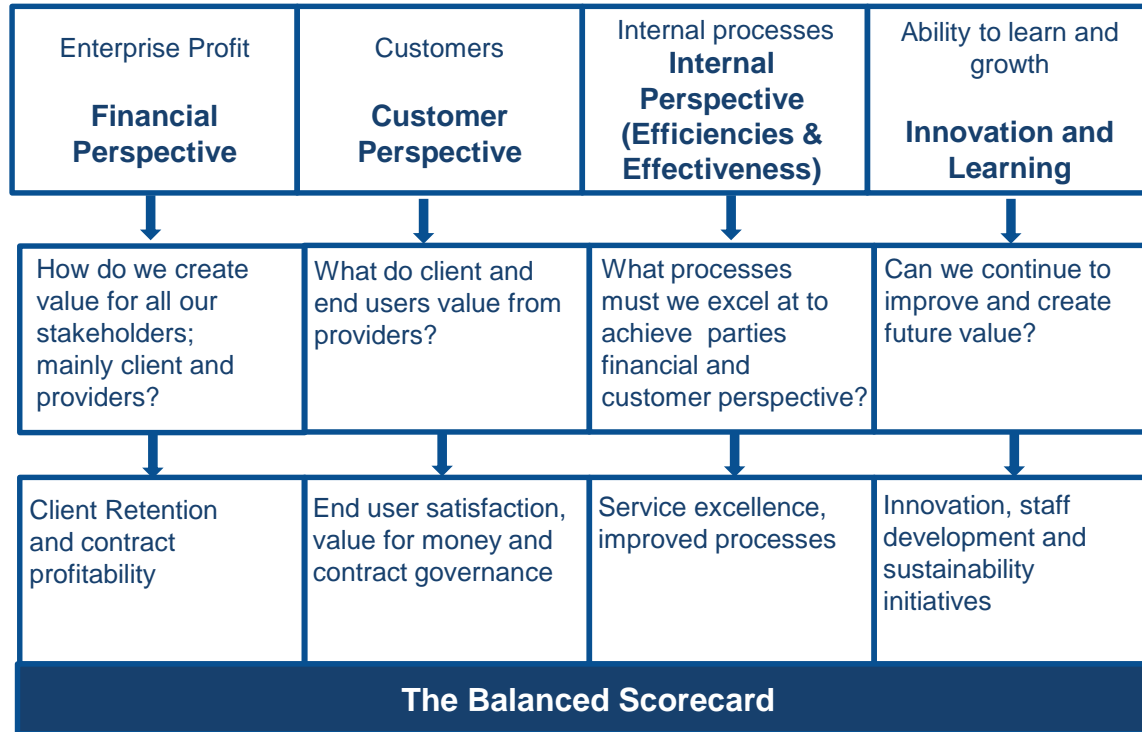 Enterprise Profit
Financial
Perspective
Customers
Customer
Perspective
Internal processes
Internal
Perspective
(Efficiencies &
Effectiveness)
Ability to learn and
growth
Innovation and
Learning
How do we create
value for all our
stakeholders;
mainly client and
providers?
What do client and
end users value from
providers?
What processes
must we excel at to
achieve parties
financial and
customer perspective?
Can we continue to
improve and create
future value?
Client Retention
and contract
profitability
End user satisfaction,
value for money and
contract governance
Service excellence,
improved processes
Innovation, staff
development and
sustainability
initiatives
The Balanced Scorecard